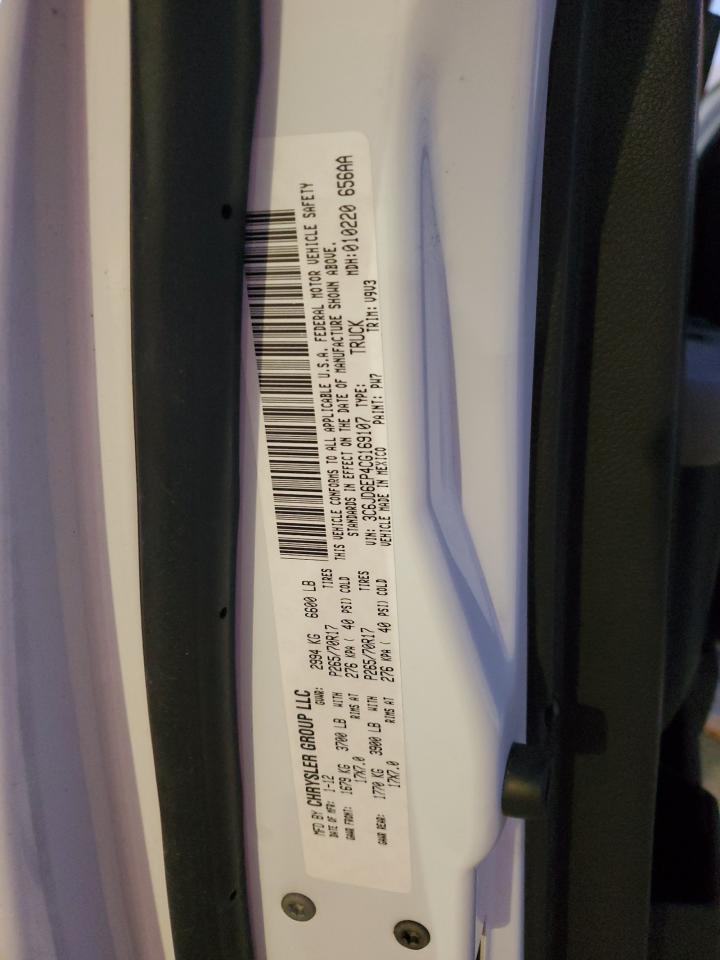 MFD BY CHRYSLER GROUP LLC
DATE OF MFR: 1-12 GVWR: 2994 KG 6600 LB
GAWR FRONT: 1679 KG 3700 LB WITH P265/70R17 TIRES
17X7.0 RIMS AT 276 KPA ( 40 PSI) COLD
GAWR REAR: 1770 KG 3900 LB WITH P265/70R17 TIRES
17X7.0 RIMS AT 276 KPA ( 40 PSI) COLD
THIS VEHICLE CONFORMS TO ALL APPLICABLE U.S.A. FEDERAL MOTOR VEHICLE SAFETY
STANDARDS IN EFFECT ON THE DATE OF MANUFACTURE SHOWN ABOVE.
MDH:010220 656AA
VIN: 3C6JD6EP4CG169107 TYPE: TRUCK
VEHICLE MADE IN MEXICO PAINT: PW7 TRIM: V9V3